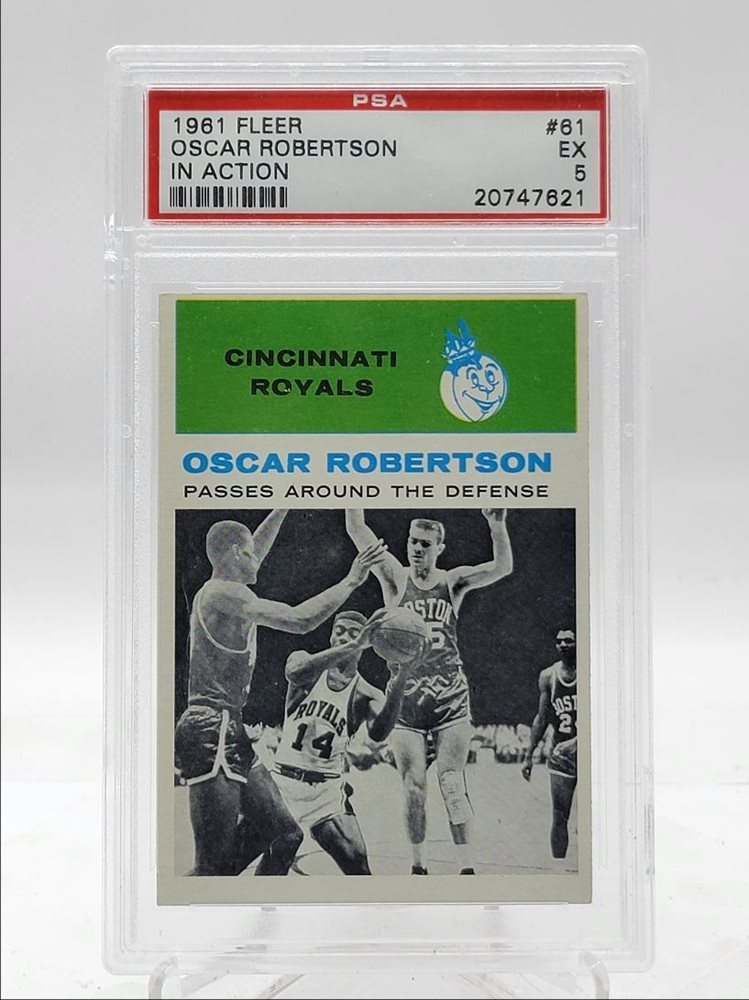 PSA
1961 FLEER #61
OSCAR ROBERTSON EX
IN ACTION 5
20747621
CINCINNATI
ROYALS
OSCAR ROBERTSON
PASSES AROUND THE DEFENSE
ROYALS
14